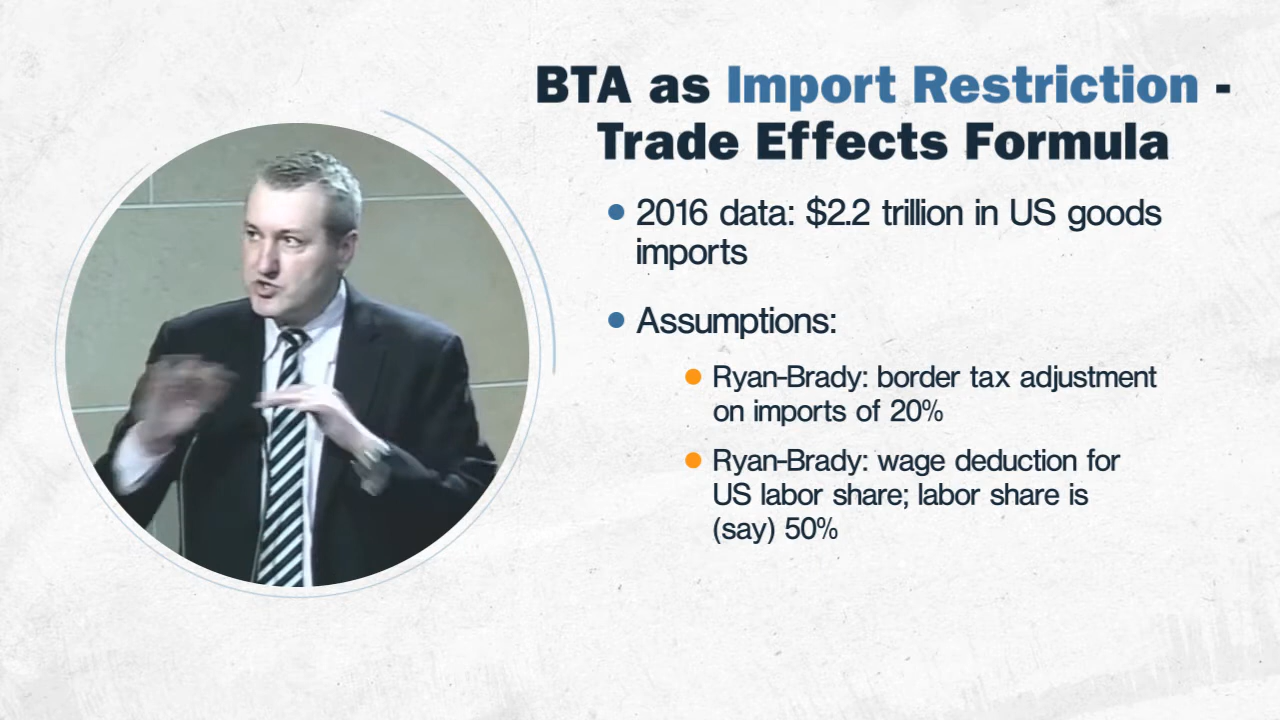 BTA as Import Restriction -
Trade Effects Formula
2016 data: $2.2 trillion in US goods
imports
Assumptions:
Ryan-Brady: border tax adjustment
on imports of 20%
Ryan-Brady: wage deduction for
US labor share; labor share is
(say) 50%